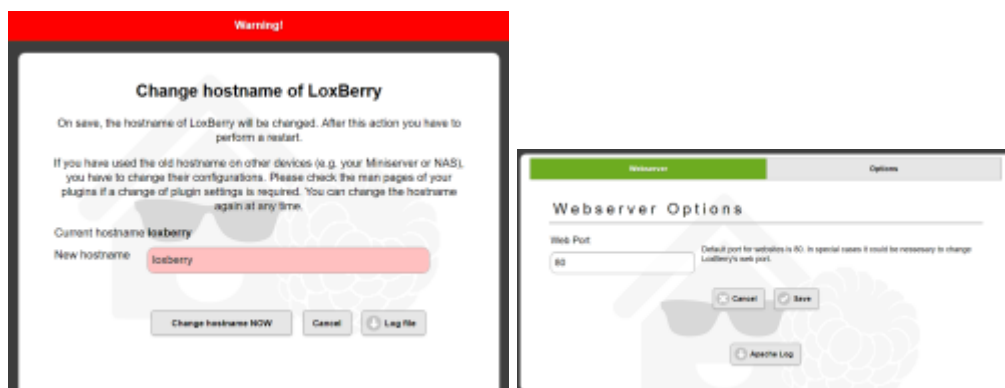 Warning!
Change hostname of LoxBerry
On save, the hostname of LoxBerry will be changed. After this action you have to
perform a restart.
If you have used the old hostname on other devices (e.g. your Miniserver or NAS),
you have to change their configurations. Please check the man pages of your
plugins if a change of plugin settings is required. You can change the hostname
again at any time.
Current hostname loxberry
New hostname loxberry
Change hostname NOW Cancel Log file
Webserver Options
Webserver Options
Web Port
80
Default port for websites is 80. In special cases it could be nessesary to change
LoxBerry's web port.
Cancel Save
Apache Log